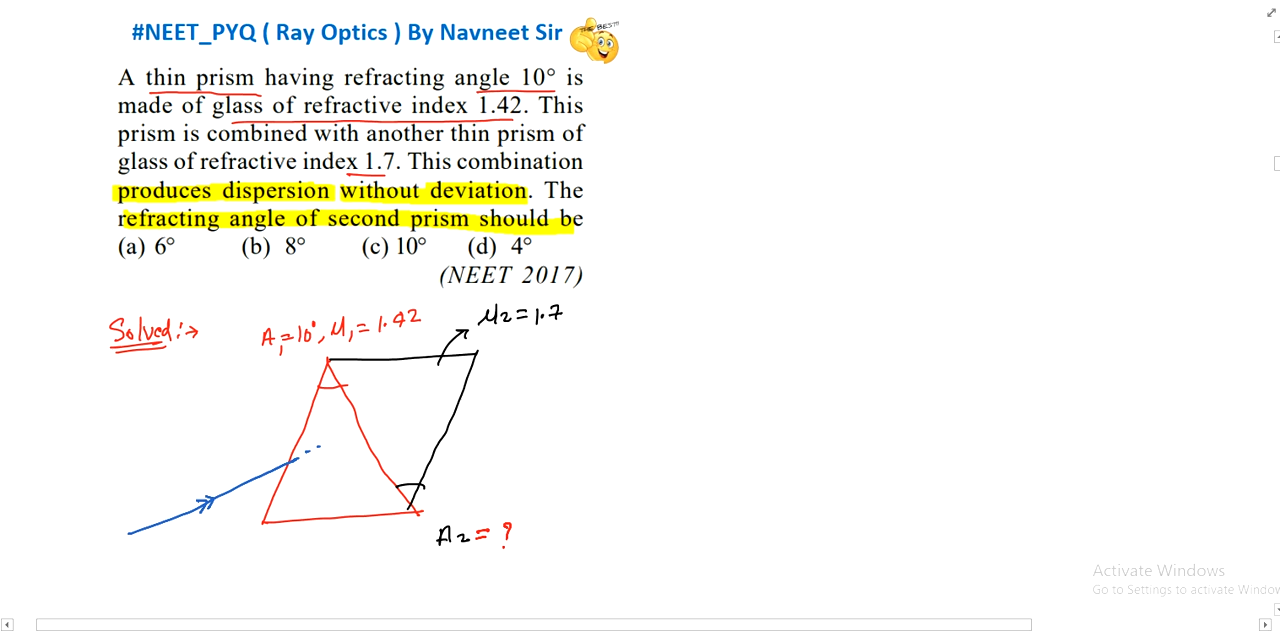 #NEET_PYQ ( Ray Optics ) By Navneet Sir
THE BEST!!
A thin prism having refracting angle 10° is
made of glass of refractive index 1.42. This
prism is combined with another thin prism of
glass of refractive index 1.7. This combination
produces dispersion without deviation. The
refracting angle of second prism should be
(a) 6° (b) 8° (c) 10° (d) 4°
(NEET 2017)
Solved :→
A₁=10°, μ₁=1.42
μ₂=1.7
A₂=?
Activate Windows
Go to Settings to activate Window